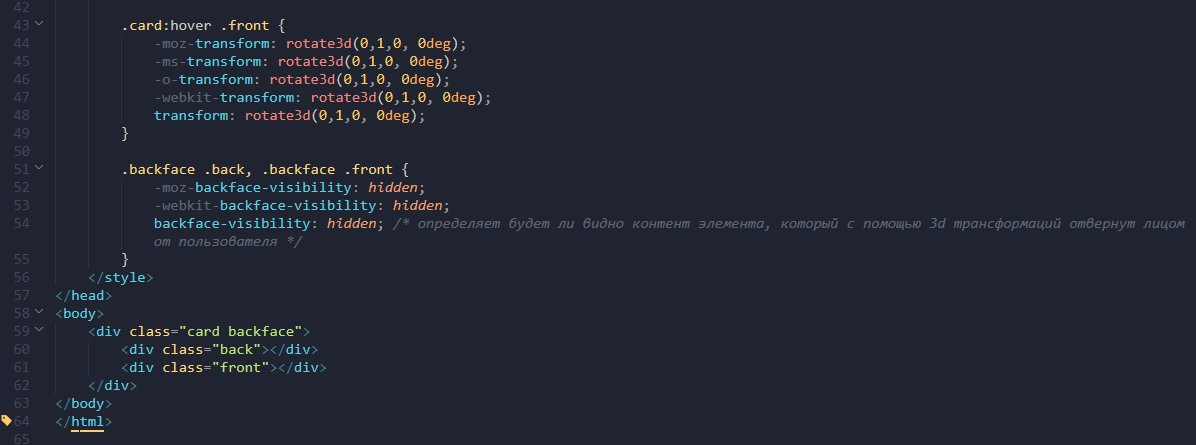 42
43 .card:hover .front {
44 -moz-transform: rotate3d(0,1,0, 0deg);
45 -ms-transform: rotate3d(0,1,0, 0deg);
46 -o-transform: rotate3d(0,1,0, 0deg);
47 -webkit-transform: rotate3d(0,1,0, 0deg);
48 transform: rotate3d(0,1,0, 0deg);
49 }
50
51 .backface .back, .backface .front {
52 -moz-backface-visibility: hidden;
53 -webkit-backface-visibility: hidden;
54 backface-visibility: hidden; /* определяет будет ли видно контент элемента, который с помощью 3d трансформаций отвернут лицом
от пользователя */
55 }
56 </style>
57 </head>
58 <body>
59 <div class="card backface">
60 <div class="back"></div>
61 <div class="front"></div>
62 </div>
63 </body>
64 </html>
65